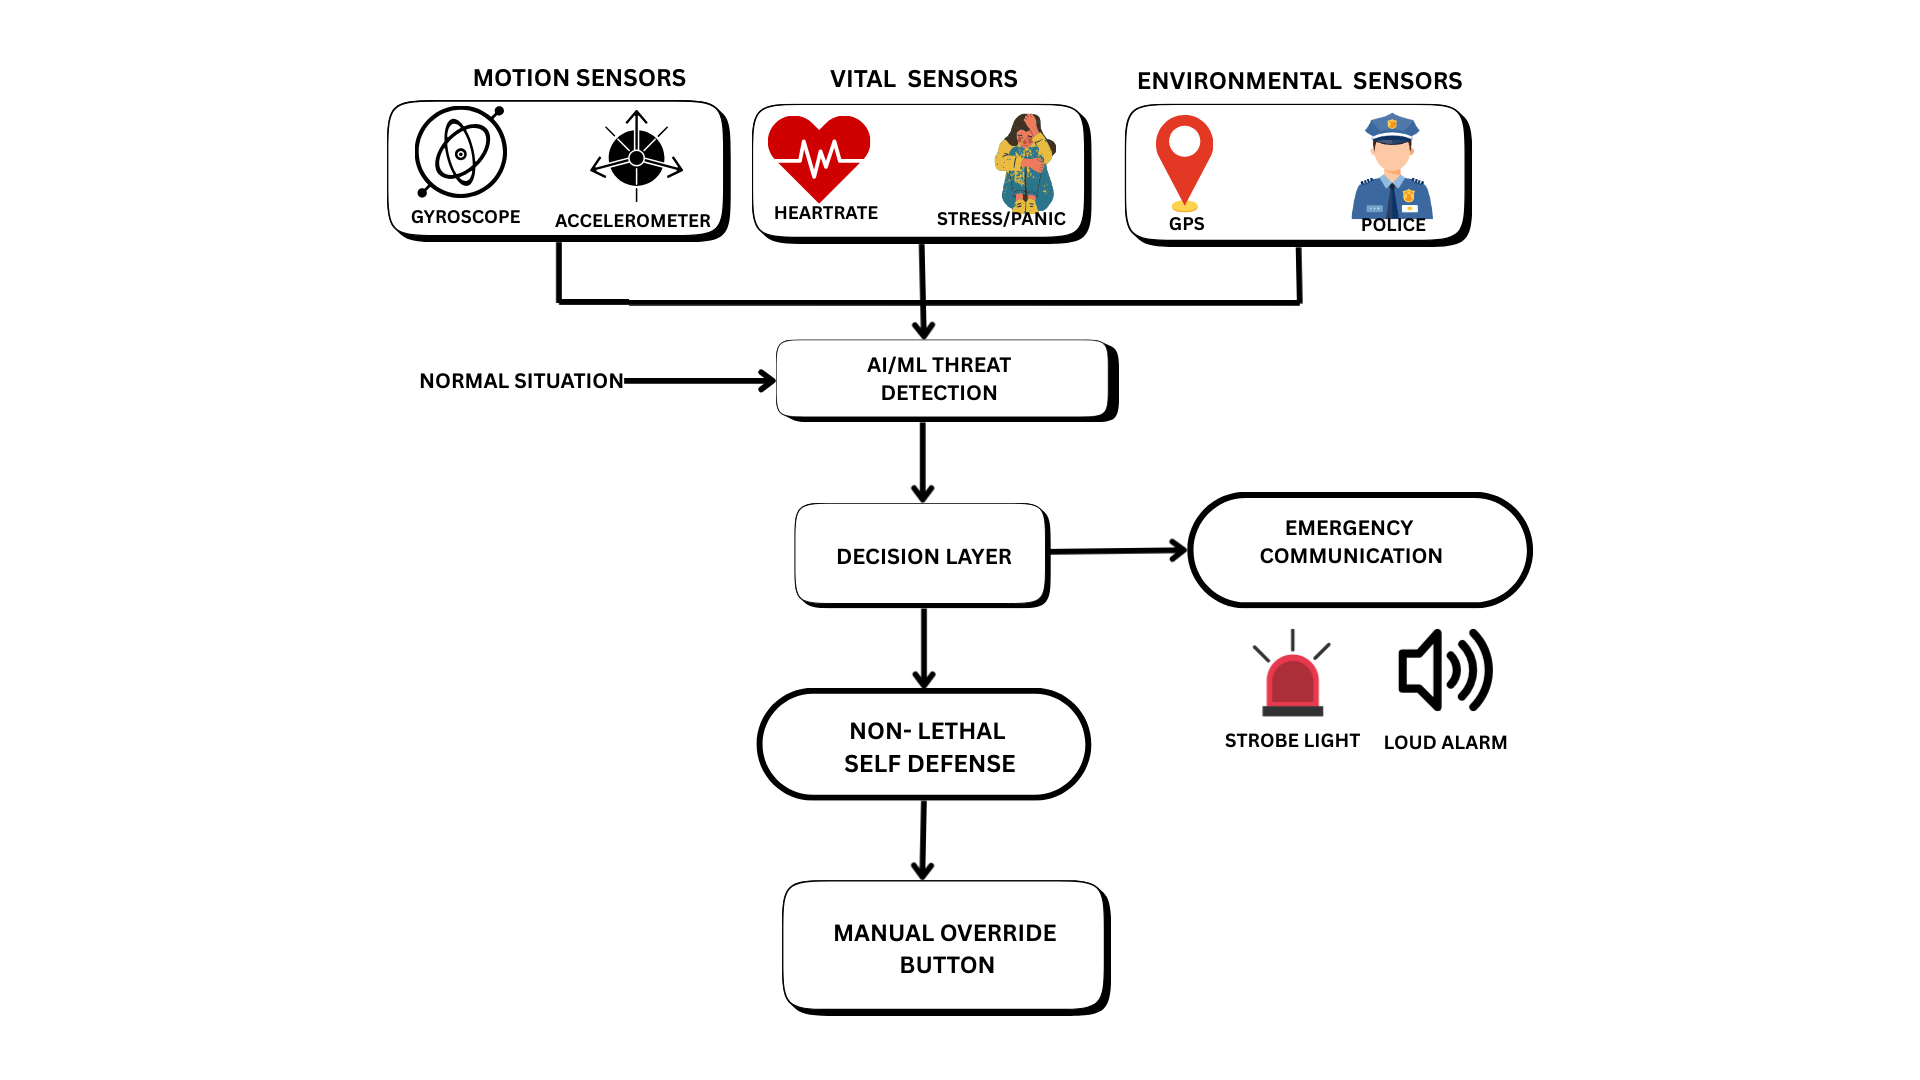 MOTION SENSORS
VITAL SENSORS
ENVIRONMENTAL SENSORS
GYROSCOPE
ACCELEROMETER
HEARTRATE
STRESS/PANIC
GPS
POLICE
NORMAL SITUATION
AI/ML THREAT
DETECTION
DECISION LAYER
EMERGENCY
COMMUNICATION
STROBE LIGHT
LOUD ALARM
NON- LETHAL
SELF DEFENSE
MANUAL OVERRIDE
BUTTON